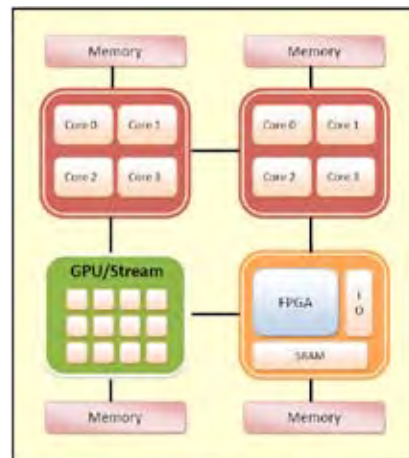 Memory
Memory
Core 0 Core 1
Core 0 Core 1
Core 2 Core 3
Core 2 Core 3
GPU/Stream
FPGA
I
O
SRAM
Memory
Memory